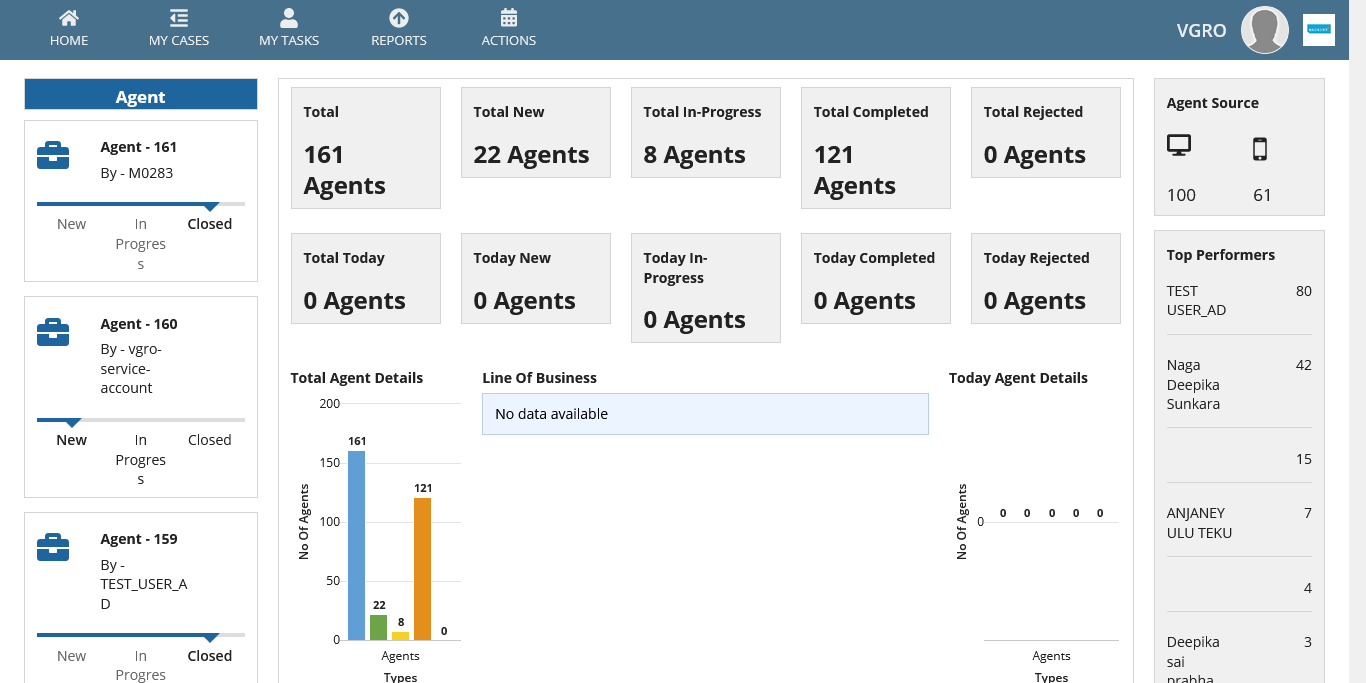 HOME
MY CASES
MY TASKS
REPORTS
ACTIONS
VGRO
Agent
Agent - 161
By - M0283
New
In
Progres
s
Closed
Agent - 160
By - vgro-
service-
account
New
In
Progres
s
Closed
Agent - 159
By -
TEST_USER_A
D
New
In
Progres
Closed
Total
161
Agents
Total New
22 Agents
Total In-Progress
8 Agents
Total Completed
121
Agents
Total Rejected
0 Agents
Total Today
0 Agents
Today New
0 Agents
Today In-
Progress
0 Agents
Today Completed
0 Agents
Today Rejected
0 Agents
Total Agent Details
200
150
100
50
0
No Of Agents
161
22
8
121
0
Agents
Types
Line Of Business
No data available
Today Agent Details
No Of Agents
0
0 0 0 0 0
Agents
Types
Agent Source
100
61
Top Performers
TEST
USER_AD
80
Naga
Deepika
Sunkara
42
15
ANJANEY
ULU TEKU
7
4
Deepika
sai
prabha
3